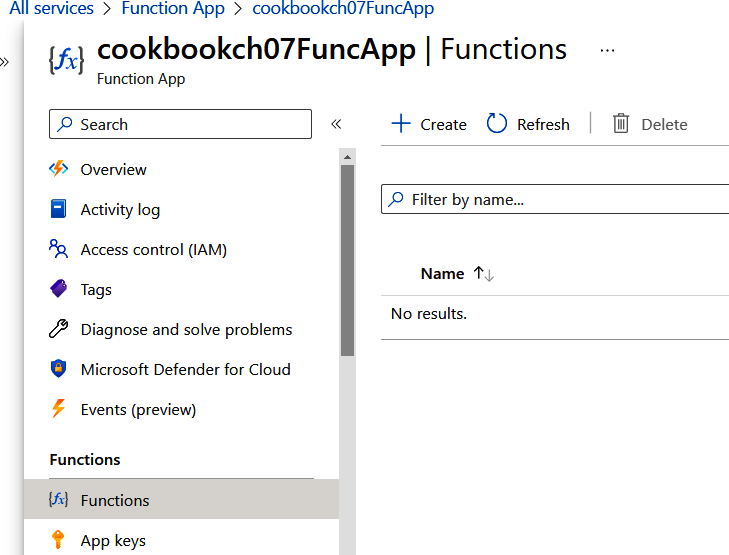 All services > Function App > cookbookch07FuncApp
»
{fx} cookbookch07FuncApp | Functions ...
Function App
Search «
Overview
Activity log
Access control (IAM)
Tags
Diagnose and solve problems
Microsoft Defender for Cloud
Events (preview)
Functions
{fx} Functions
App keys
+ Create Refresh | Delete
Filter by name...
Name ↑↓
No results.